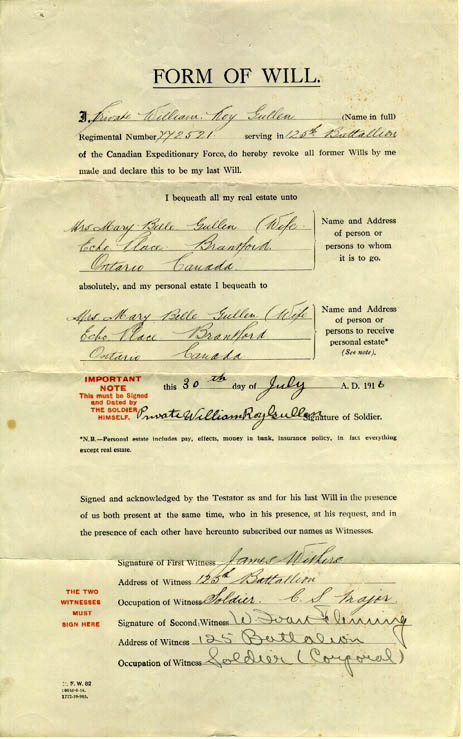 FORM OF WILL.
I, Private William Roy Gullen (Name in full)
Regimental Number 772521 serving in 125th Battallion
of the Canadian Expeditionary Force, do hereby revoke all former Wills by me
made and declare this to be my last Will.
I bequeath all my real estate unto
Mrs Mary Belle Gullen (Wife
Echo Place Brantford
Ontario Canada
Name and Address
of person or
persons to whom
it is to go.
absolutely, and my personal estate I bequeath to
Mrs Mary Belle Gullen (Wife
Echo Place Brantford
Ontario Canada
Name and Address
of person or
persons to receive
personal estate*
(See note).
IMPORTANT
NOTE
This must be Signed
and Dated by
THE SOLDIER
HIMSELF.
this 30th day of July A.D. 1916
Private William Roy Gullen Signature of Soldier.
*N.B.—Personal estate includes pay, effects, money in bank, insurance policy, in fact everything
except real estate.
Signed and acknowledged by the Testator as and for his last Will in the presence
of us both present at the same time, who in his presence, at his request, and in
the presence of each other have hereunto subscribed our names as Witnesses.
THE TWO
WITNESSES
MUST
SIGN HERE
Signature of First Witness James
Address of Witness 125th Battallion
Occupation of Witness Soldier. C. S. Major
Signature of Second Witness W. Ivan Fleming
Address of Witness 125 Battalion
Occupation of Witness Soldier (Corporal)
F. W. 82